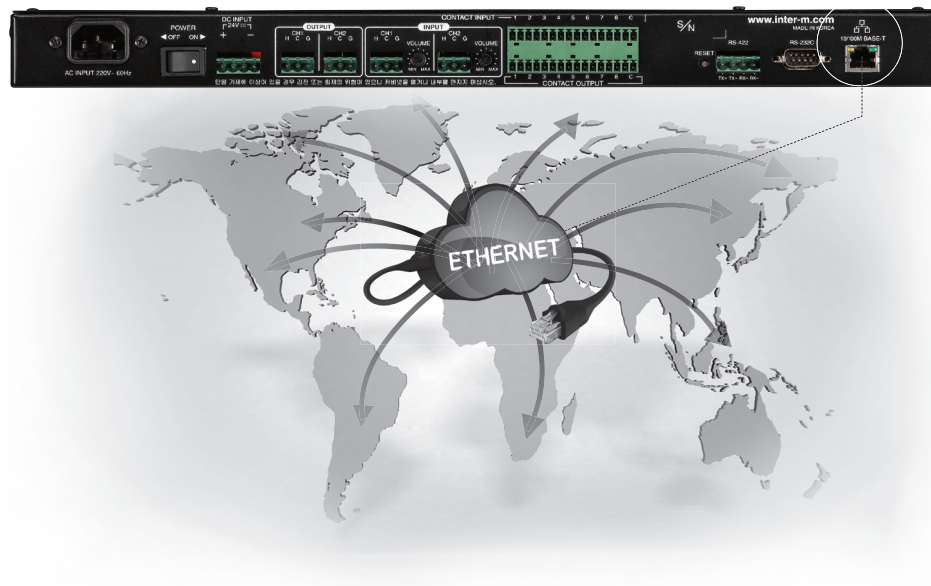 CONTACT INPUT
1 2 3 4 5 6 7 8 C
www.inter-m.com
MADE IN KOREA
S/N
DC INPUT
24V
+ −
POWER
◄ OFF ON ►
OUTPUT
CH1
H C G
CH2
H C G
INPUT
CH1
H C G
VOLUME
MIN MAX
CH2
H C G
VOLUME
MIN MAX
RESET
RS-422
TX+ TX- RX- RX+
RS-232C
10*00M BASE-T
AC INPUT 220V - 60Hz
1 2 3 4 5 6 7 8 C
CONTACT OUTPUT
ETHERNET